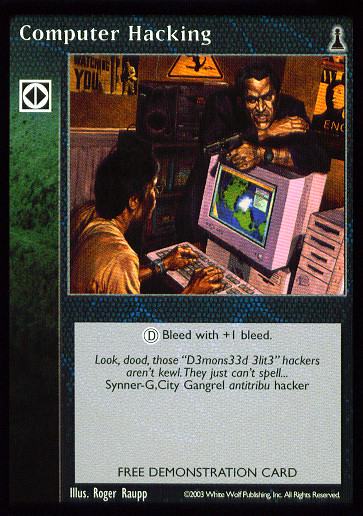 Computer Hacking
WATCHING
YOU
EN
D Bleed with +1 bleed.
Look, dood, those "D3mons33d 3lit3" hackers
aren't kewl.They just can't spell...
Synner-G,City Gangrel antitribu hacker
FREE DEMONSTRATION CARD
Illus. Roger Raupp ©2003 White Wolf Publishing, Inc. All Rights Reserved.